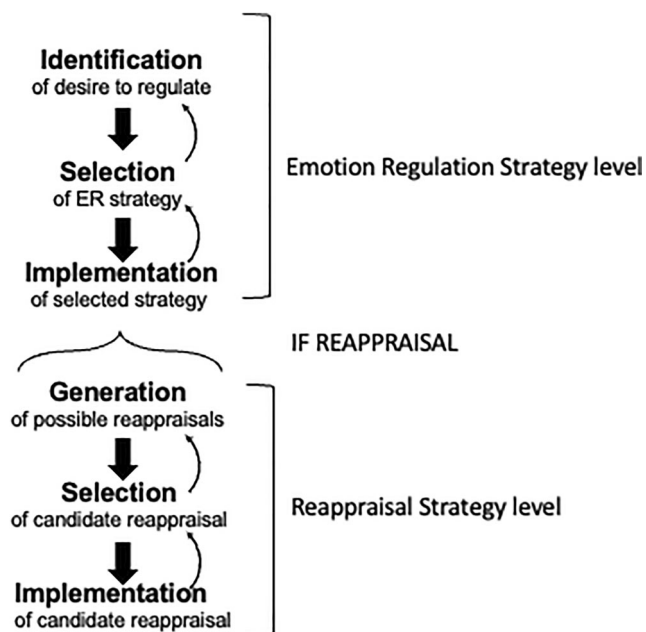 Identification
of desire to regulate
Selection
of ER strategy
Emotion Regulation Strategy level
Implementation
of selected strategy
IF REAPPRAISAL
Generation
of possible reappraisals
Selection
of candidate reappraisal
Reappraisal Strategy level
Implementation
of candidate reappraisal